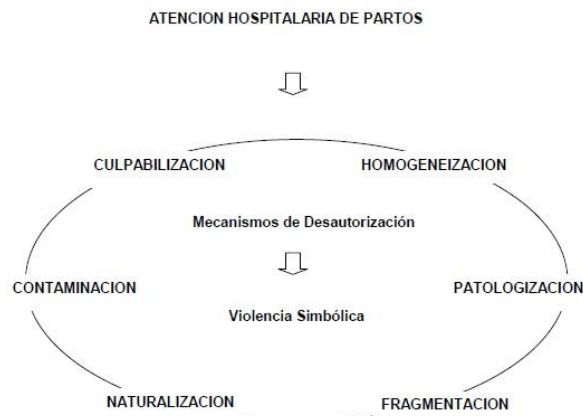 ATENCION HOSPITALARIA DE PARTOS
CULPABILIZACION
HOMOGENEIZACION
Mecanismos de Desautorización
CONTAMINACION
PATOLOGIZACION
Violencia Simbólica
NATURALIZACION
FRAGMENTACION